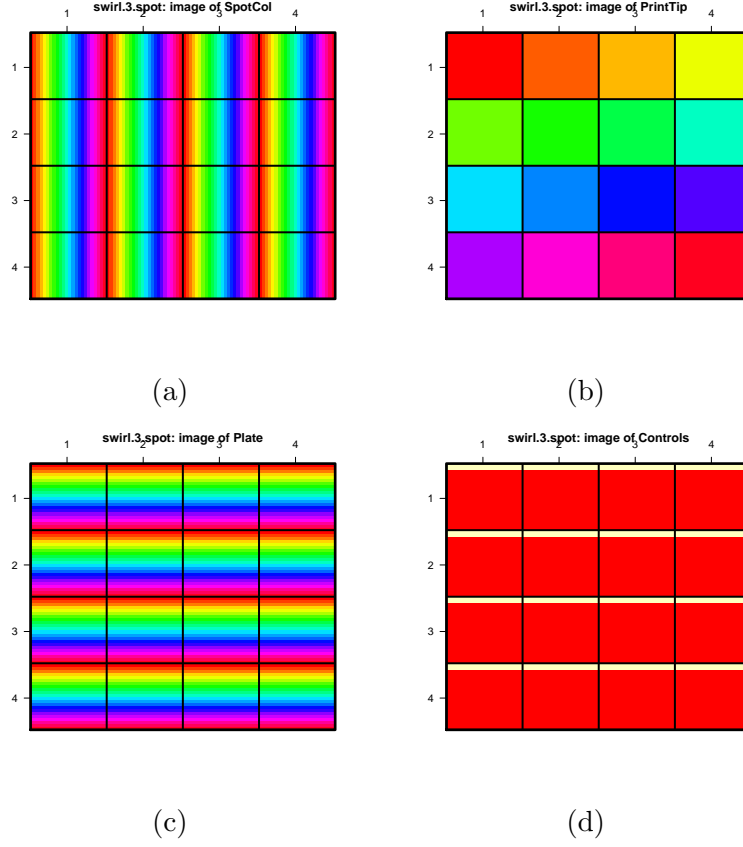 swirl.3.spot: image of SpotCol
1 2 3 4
1
2
3
4
(a)
swirl.3.spot: image of PrintTip
1 2 3 4
1
2
3
4
(b)
swirl.3.spot: image of Plate
1 2 3 4
1
2
3
4
(c)
swirl.3.spot: image of Controls
1 2 3 4
1
2
3
4
(d)